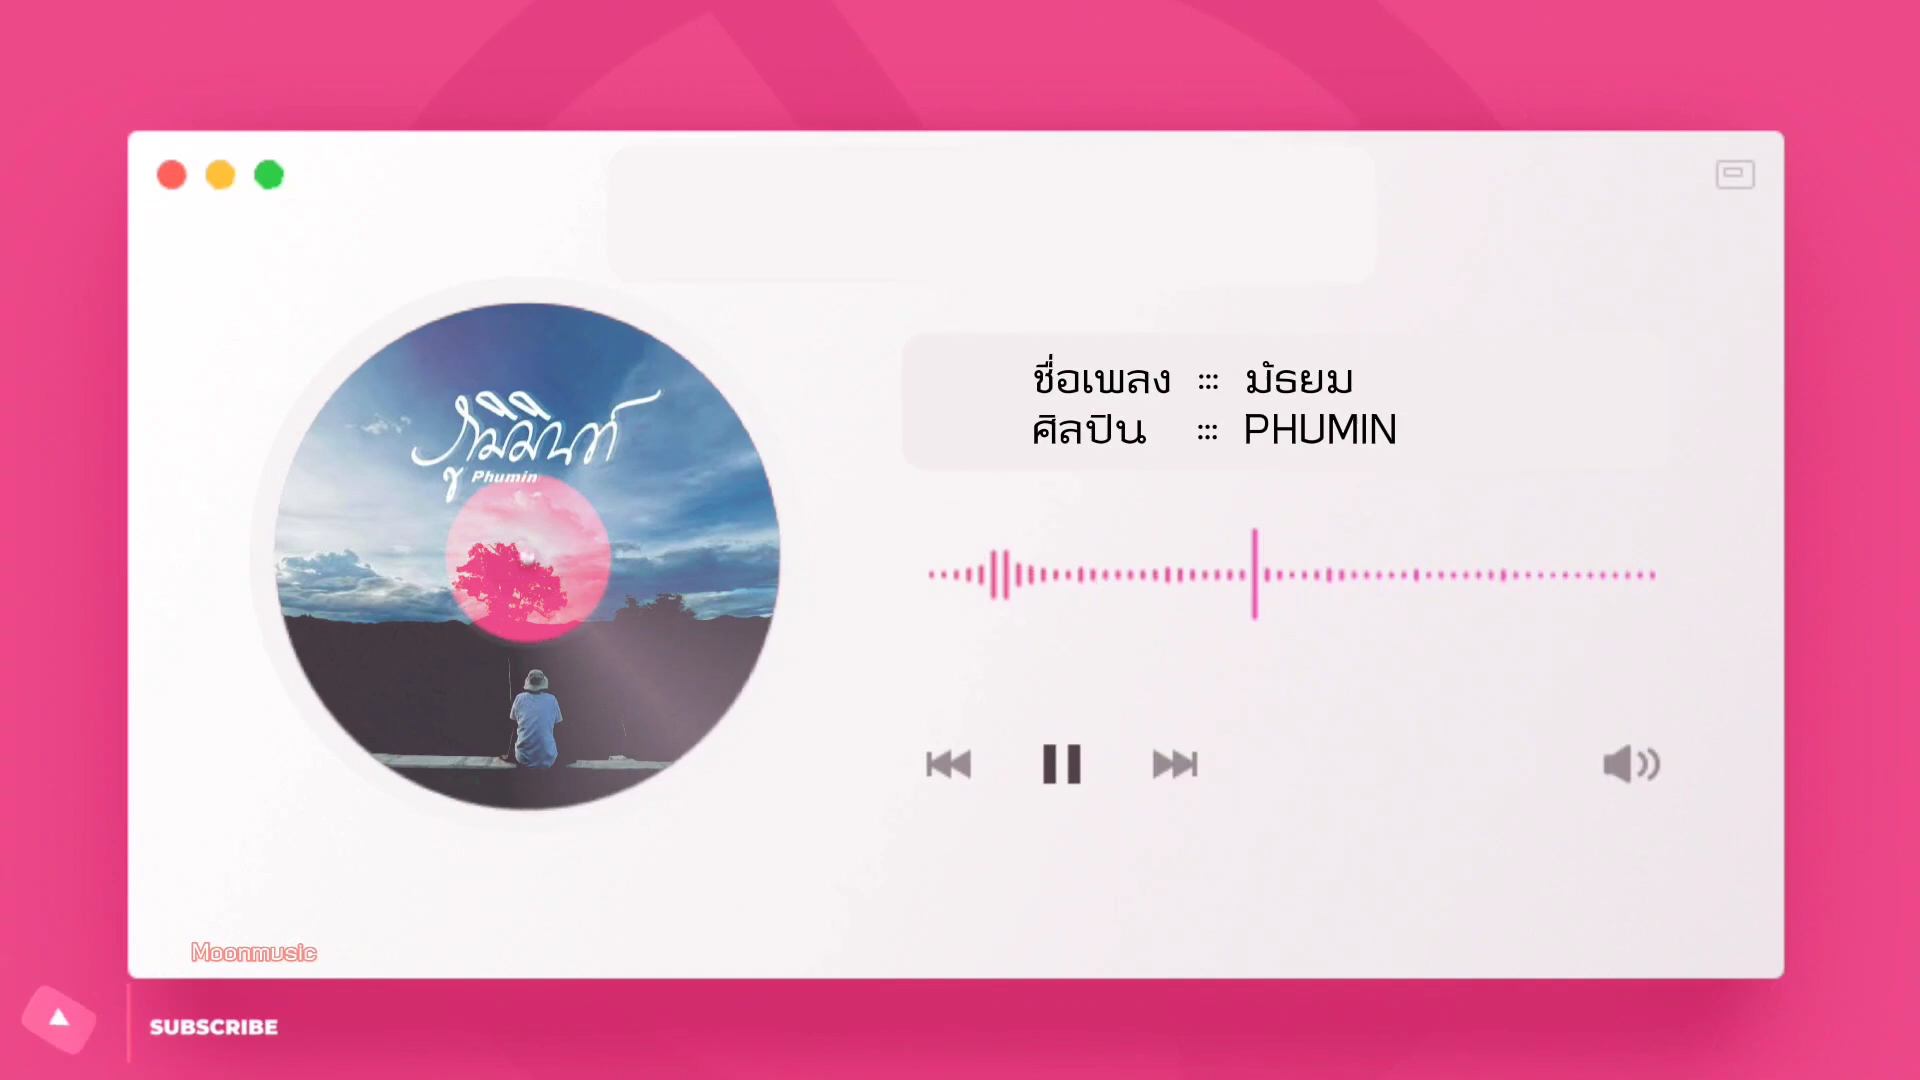 ชื่อเพลง ::: มัธยม
ศิลปิน ::: PHUMIN
ภูมิมินท์
Phumin
Moonmusic
SUBSCRIBE